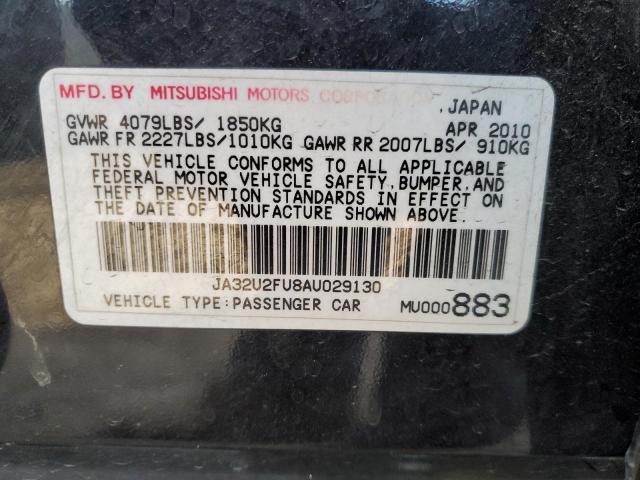 MFD. BY MITSUBISHI MOTORS CORPORATION, JAPAN
GVWR 4079LBS/ 1850KG APR 2010
GAWR FR 2227LBS/1010KG GAWR RR 2007LBS/ 910KG
THIS VEHICLE CONFORMS TO ALL APPLICABLE
FEDERAL MOTOR VEHICLE SAFETY, BUMPER, AND
THEFT PREVENTION STANDARDS IN EFFECT ON
THE DATE OF MANUFACTURE SHOWN ABOVE.
JA32U2FU8AU029130
VEHICLE TYPE:PASSENGER CAR MU000883